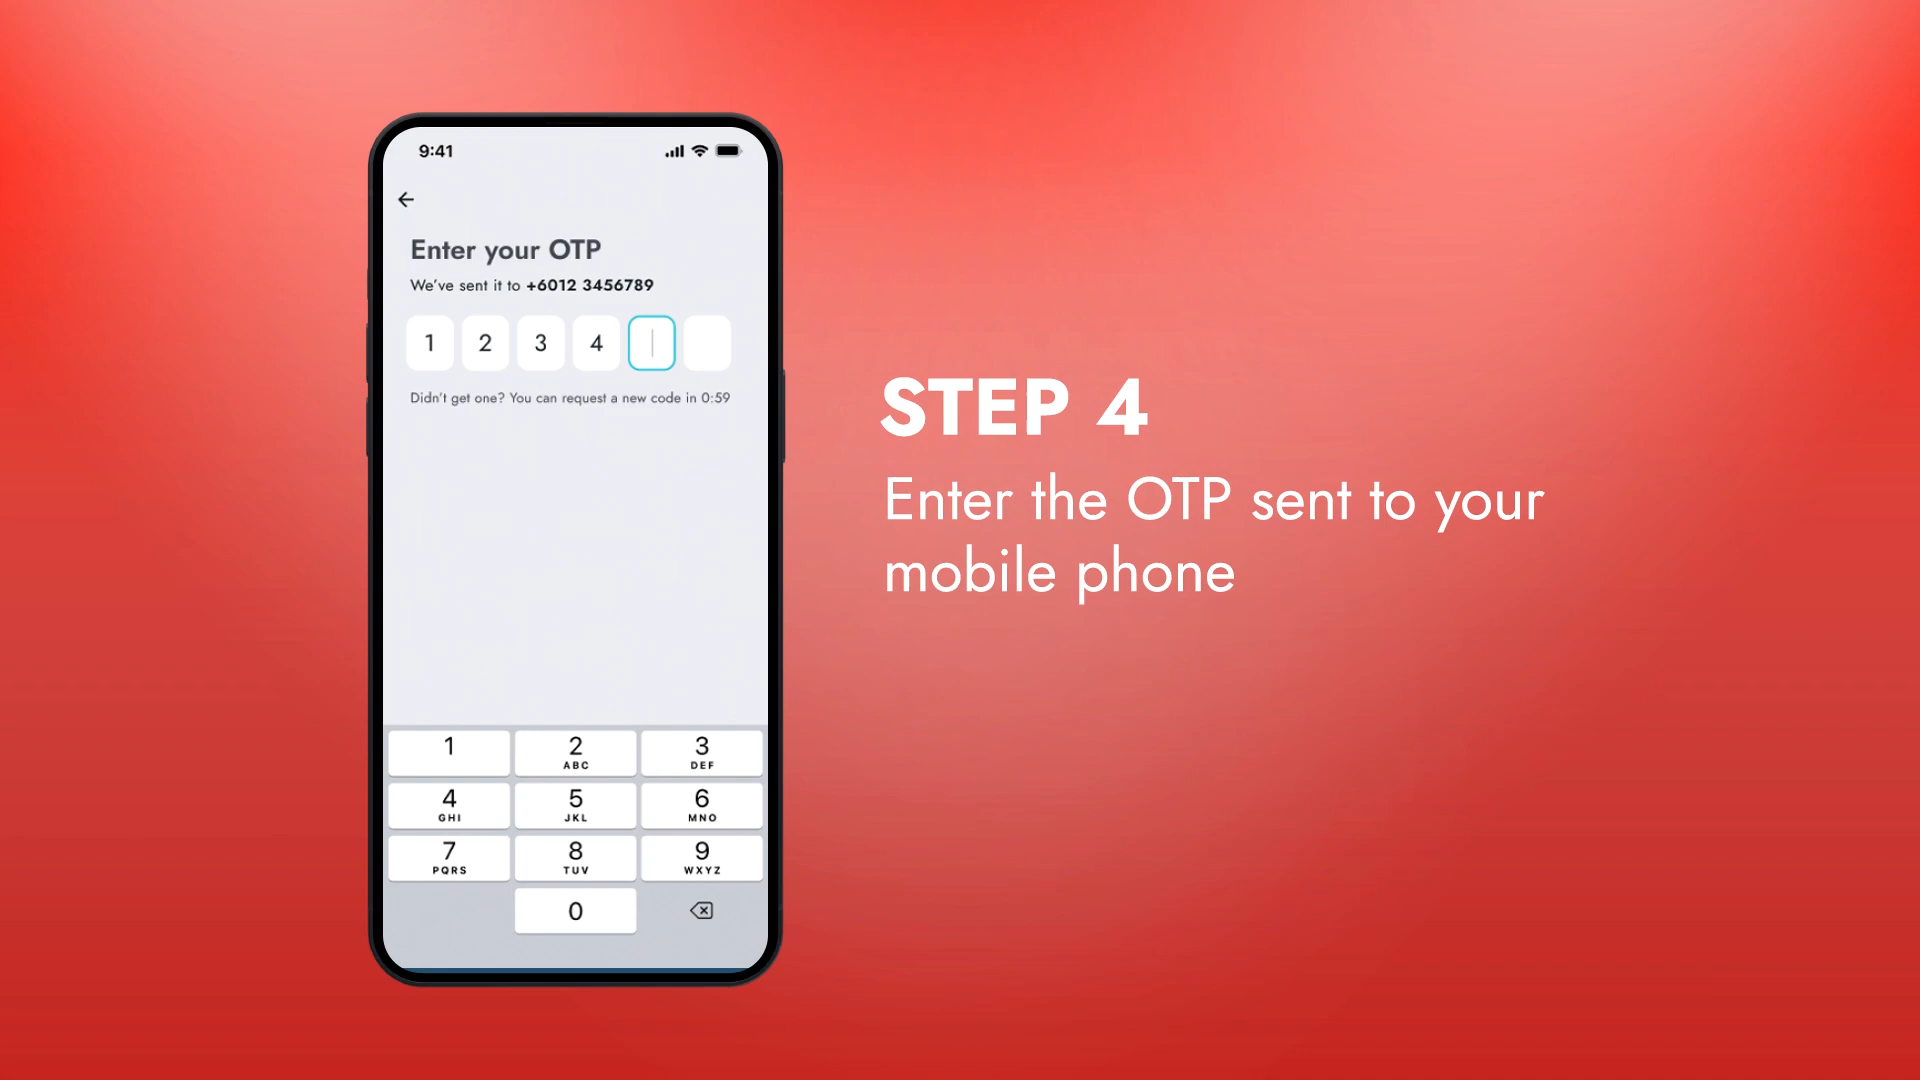 9:41
Enter your OTP
We've sent it to +6012 3456789
1 2 3 4
Didn't get one? You can request a new code in 0:59
STEP 4
Enter the OTP sent to your
mobile phone
1 2 3
ABC DEF
4 5 6
GHI JKL MNO
7 8 9
PQRS TUV WXYZ
0